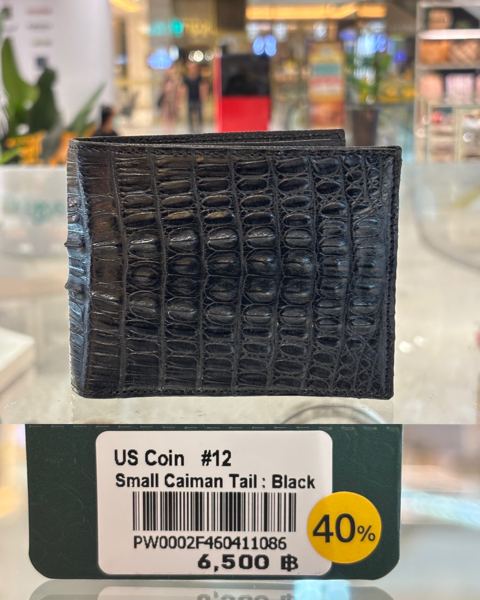 US Coin #12
Small Caiman Tail : Black
PW0002F460411086
6,500 ฿
40%